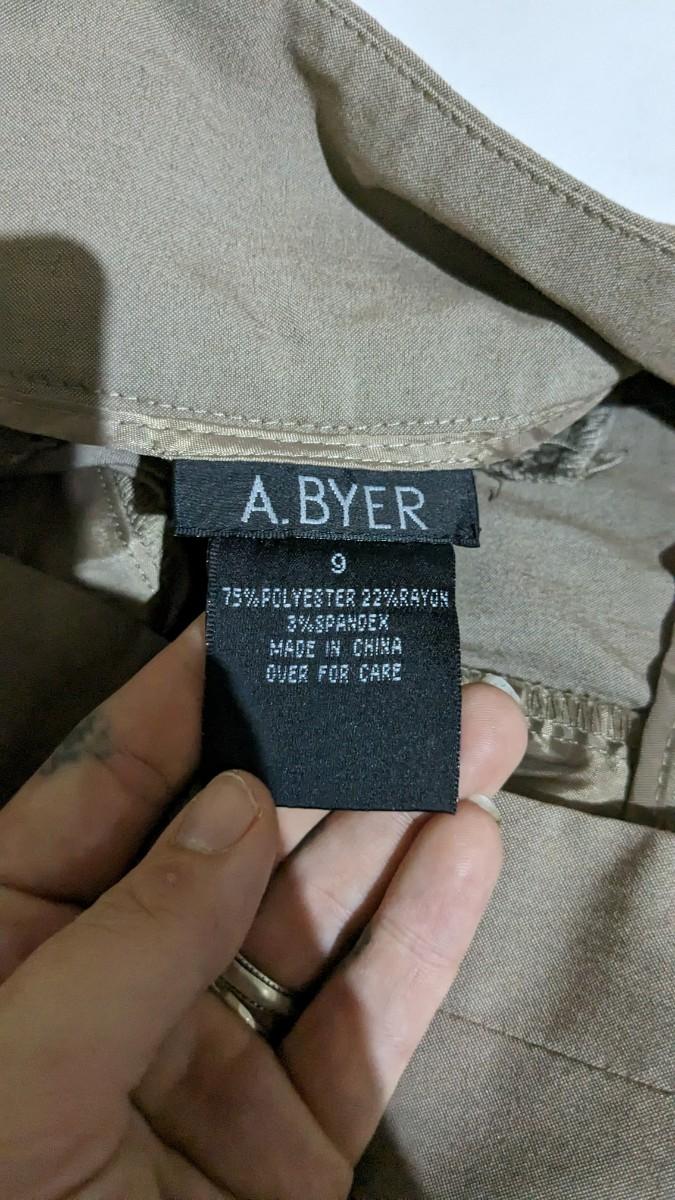 A.BYER
9
75%POLYESTER 22%RAYON
3%SPANDEX
MADE IN CHINA
OVER FOR CARE